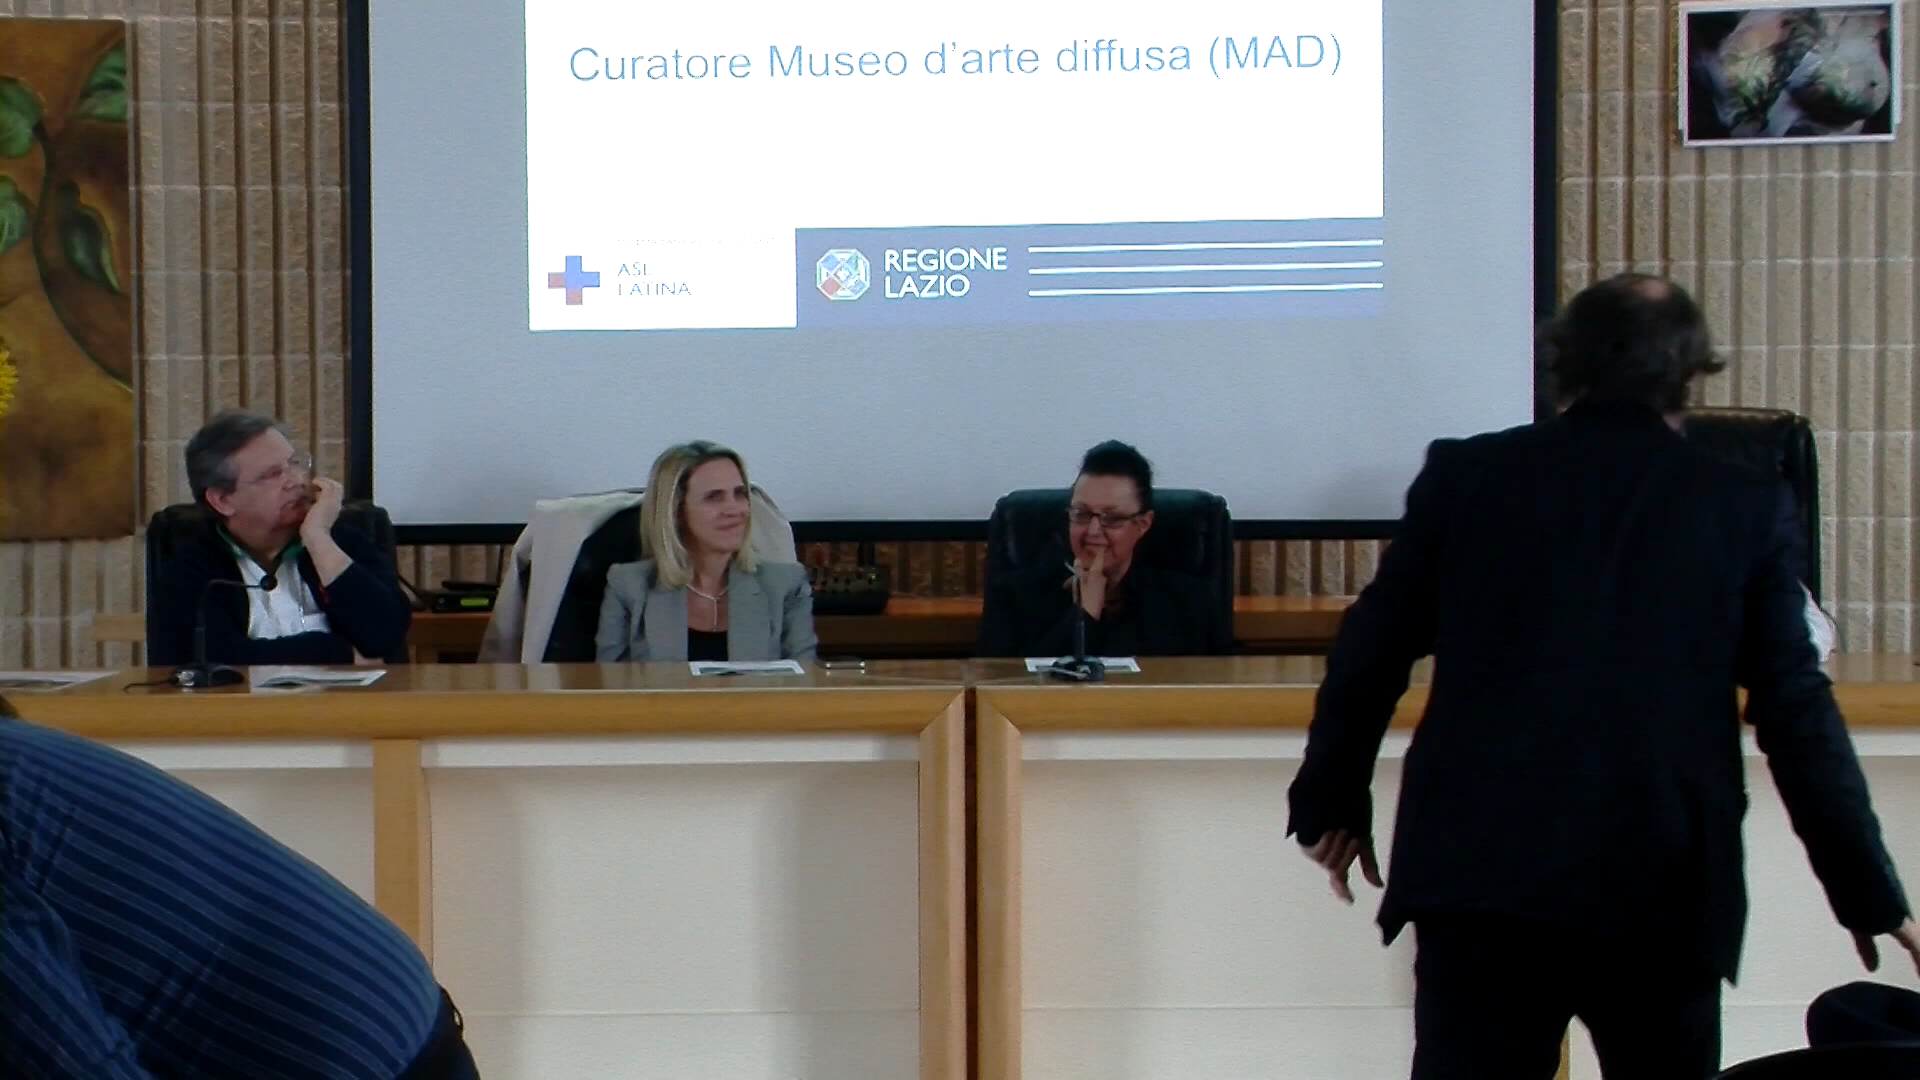 Curatore Museo d'arte diffusa (MAD)
ASL
LATINA
REGIONE
LAZIO